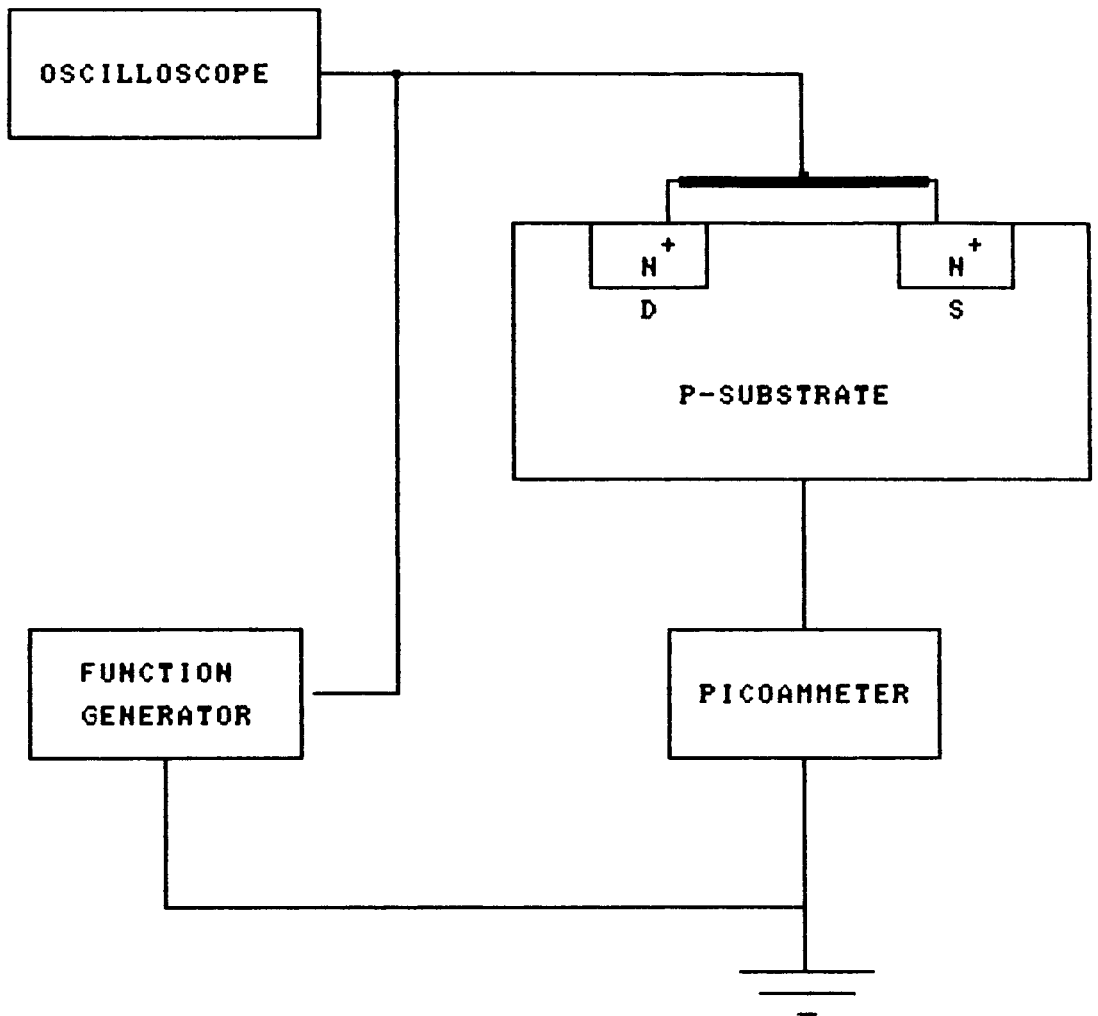 OSCILLOSCOPE
N+
N+
D
S
P-SUBSTRATE
FUNCTION
GENERATOR
PICOAMMETER